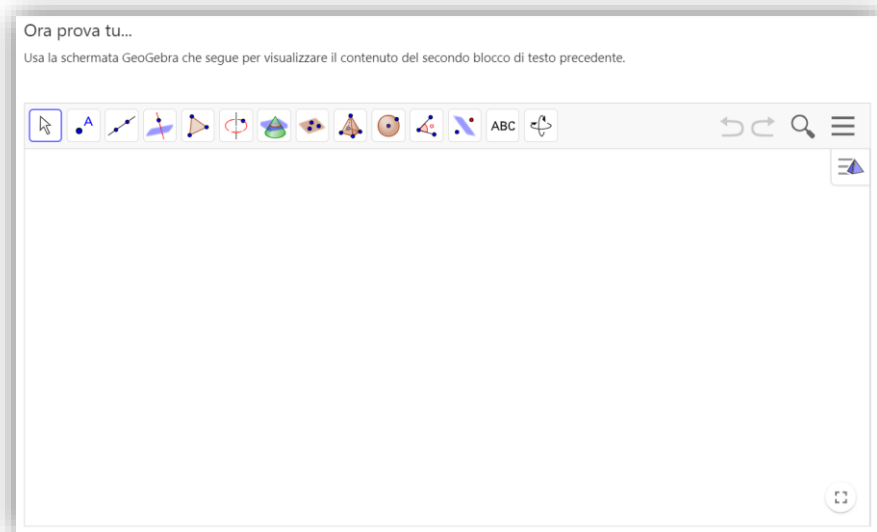 Ora prova tu...
Usa la schermata GeoGebra che segue per visualizzare il contenuto del secondo blocco di testo precedente.
A
ABC